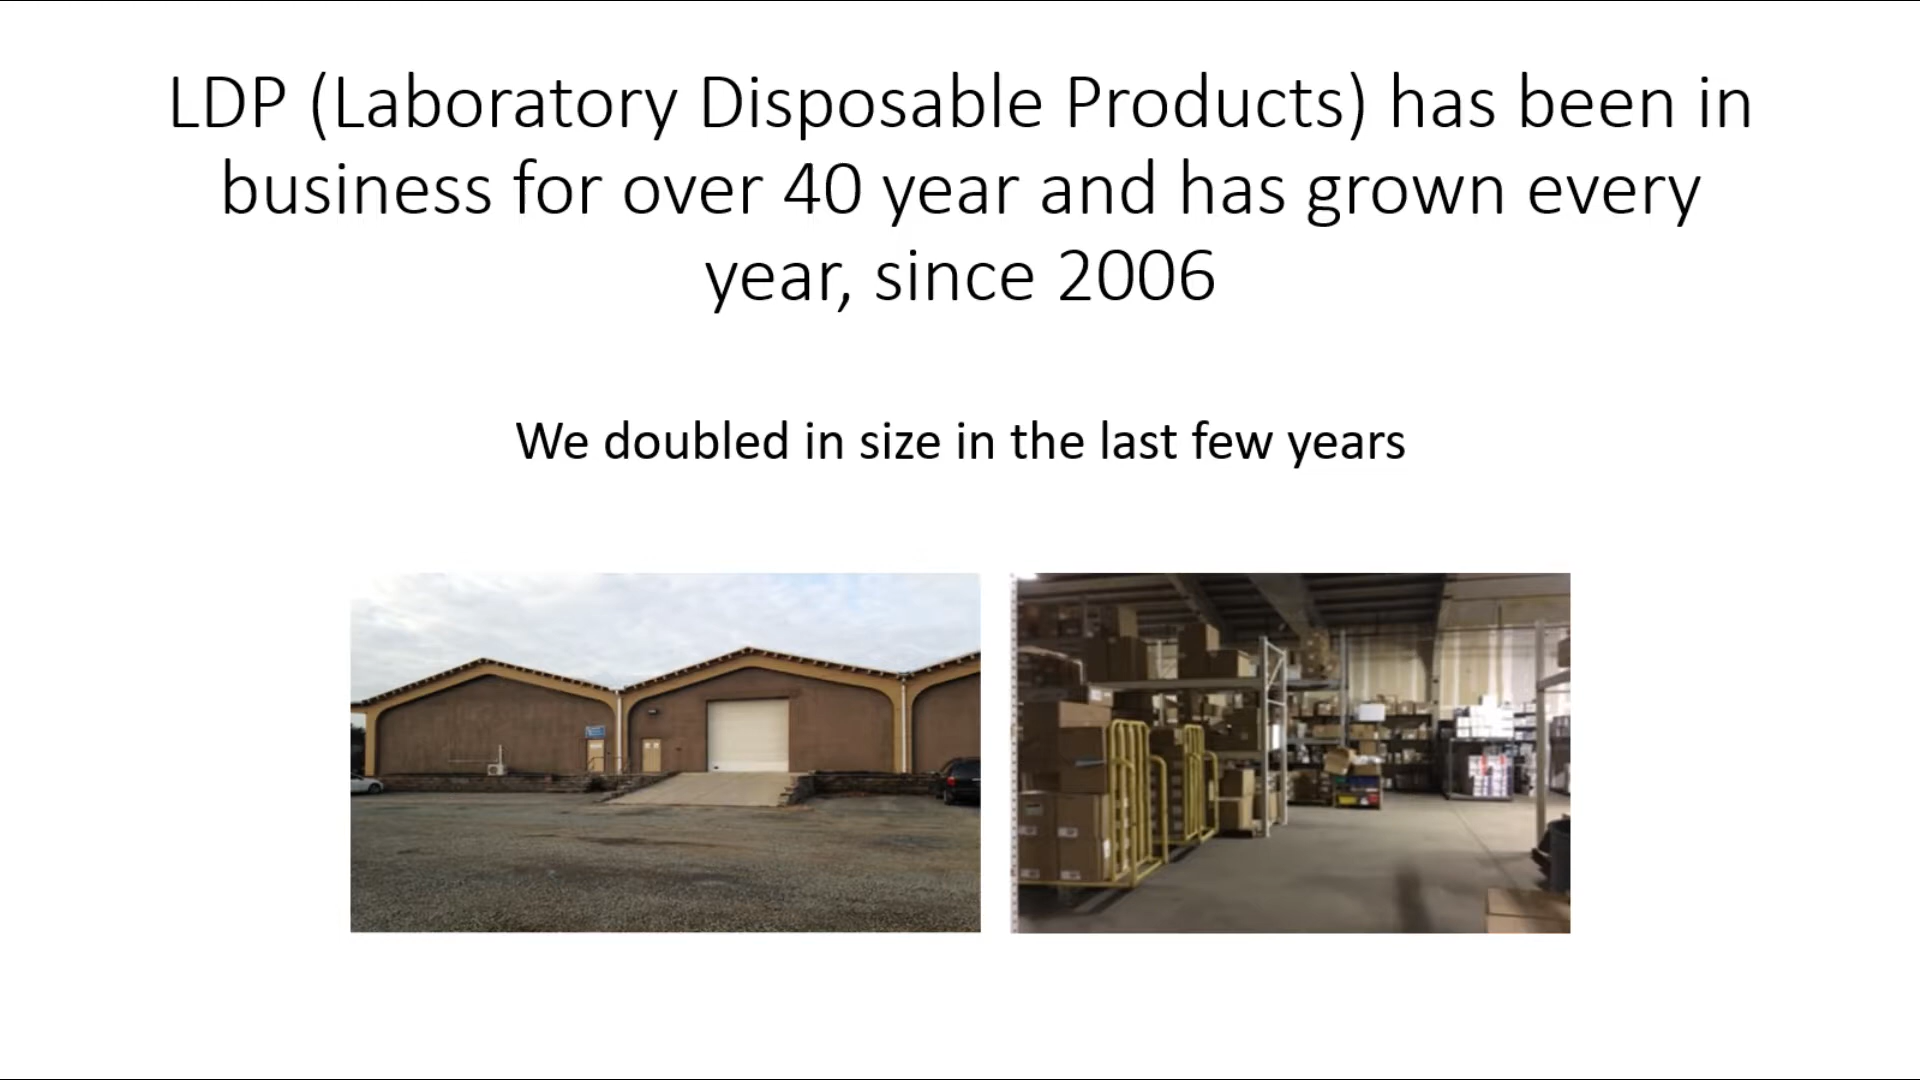 LDP (Laboratory Disposable Products) has been in
business for over 40 year and has grown every
year, since 2006
We doubled in size in the last few years